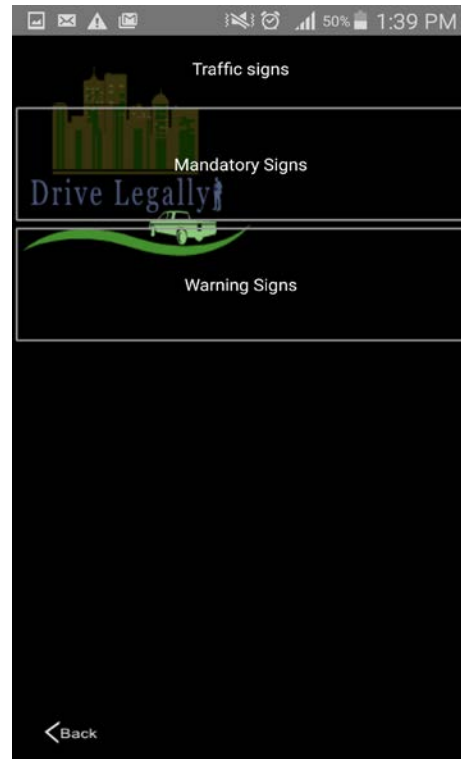 50% 1:39 PM
Traffic signs
Mandatory Signs
Drive Legally
Warning Signs
Back